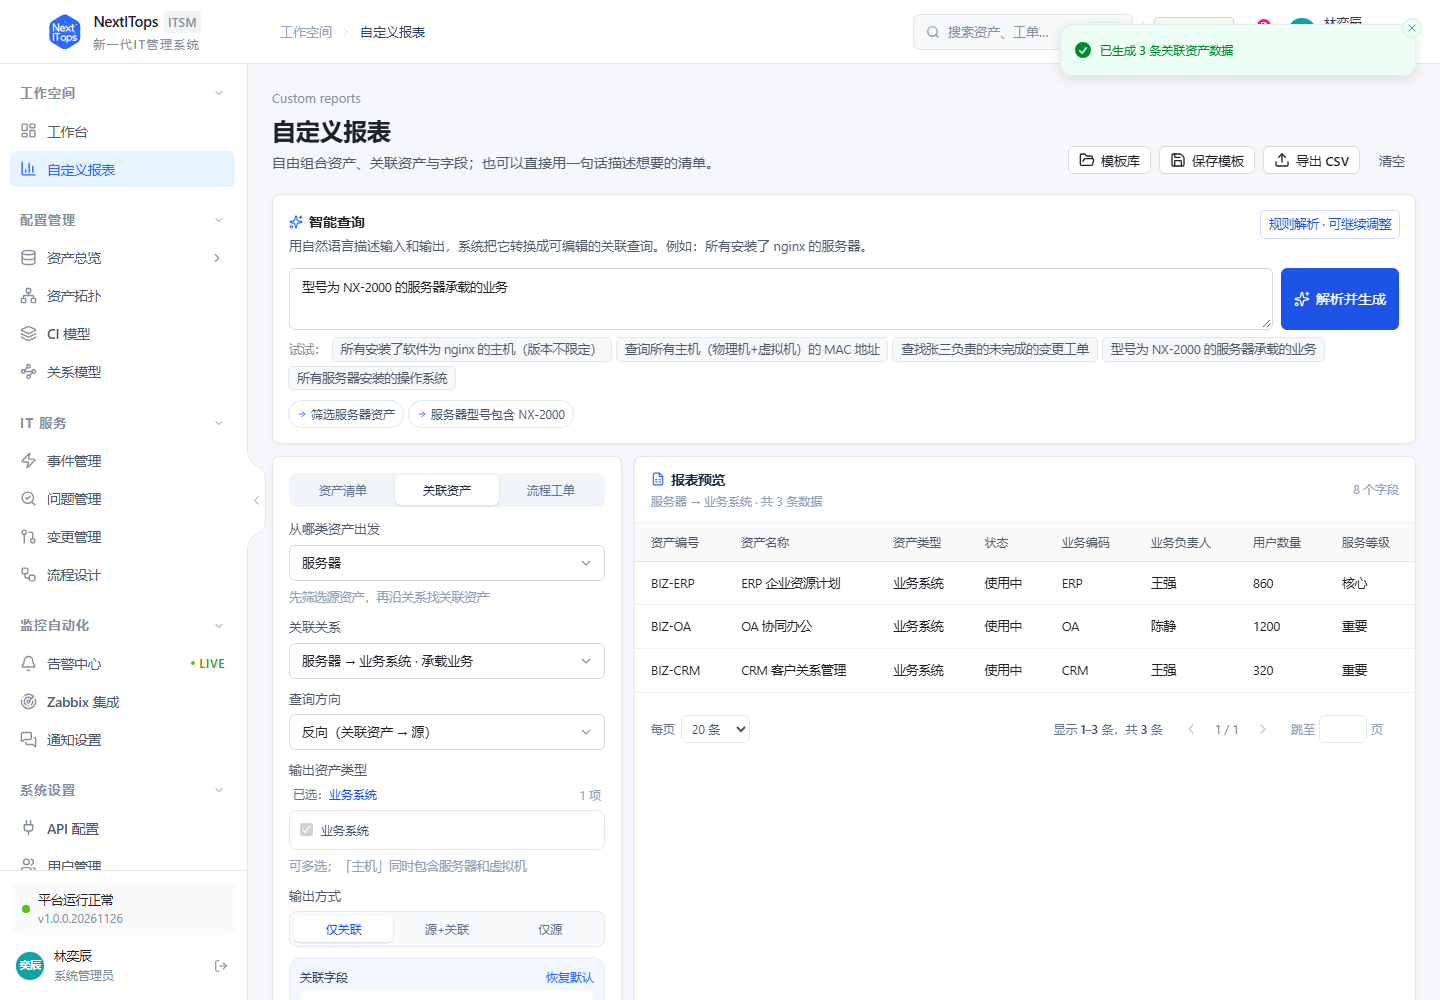 Next
ITops
NextITops ITSM
新一代IT管理系统
工作空间
自定义报表
搜索资产、工单...
林奕辰
已生成 3 条关联资产数据
工作空间
工作台
自定义报表
配置管理
资产总览
资产拓扑
CI 模型
关系模型
IT 服务
事件管理
问题管理
变更管理
流程设计
监控自动化
告警中心
LIVE
Zabbix 集成
通知设置
系统设置
API 配置
用户管理
平台运行正常
v1.0.0.20261126
奕辰
林奕辰
系统管理员
Custom reports
自定义报表
自由组合资产、关联资产与字段；也可以直接用一句话描述想要的清单。
模板库
保存模板
导出 CSV
清空
智能查询
用自然语言描述输入和输出，系统把它转换成可编辑的关联查询。例如：所有安装了 nginx 的服务器。
规则解析 · 可继续调整
型号为 NX-2000 的服务器承载的业务
解析并生成
试试：
所有安装了软件为 nginx 的主机（版本不限定）
查询所有主机（物理机+虚拟机）的 MAC 地址
查找张三负责的未完成的变更工单
型号为 NX-2000 的服务器承载的业务
所有服务器安装的操作系统
→ 筛选服务器资产
→ 服务器型号包含 NX-2000
资产清单
关联资产
流程工单
从哪类资产出发
服务器
先筛选源资产，再沿关系找关联资产
关联关系
服务器 → 业务系统 · 承载业务
查询方向
反向（关联资产 → 源）
输出资产类型
已选：业务系统
1 项
业务系统
可多选；「主机」同时包含服务器和虚拟机
输出方式
仅关联
源+关联
仅源
关联字段
恢复默认
报表预览
服务器 → 业务系统 · 共 3 条数据
8 个字段
资产编号 资产名称 资产类型 状态 业务编码 业务负责人 用户数量 服务等级
BIZ-ERP ERP 企业资源计划 业务系统 使用中 ERP 王强 860 核心
BIZ-OA OA 协同办公 业务系统 使用中 OA 陈静 1200 重要
BIZ-CRM CRM 客户关系管理 业务系统 使用中 CRM 王强 320 重要
每页 20 条
显示 1–3 条，共 3 条
1 / 1
跳至 页